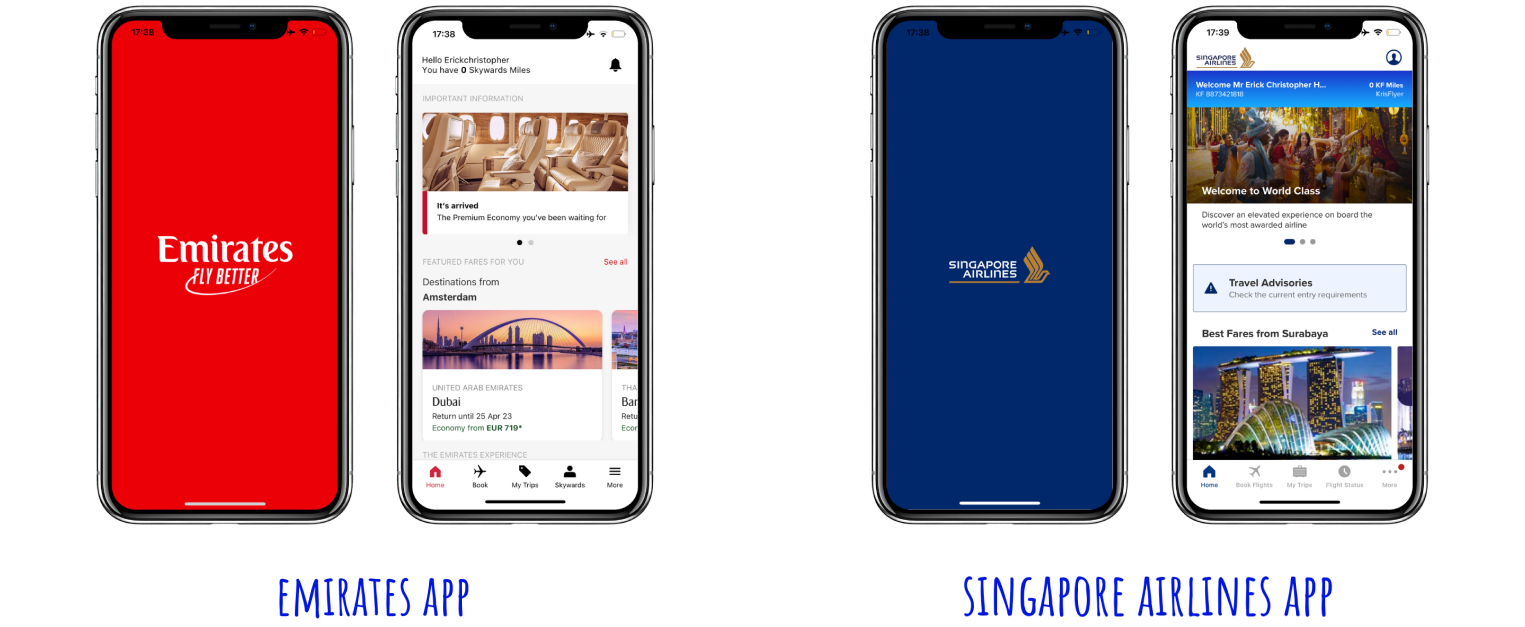 17:38
Emirates
FLY BETTER
17:38
Hello Erickchristopher
You have 0 Skywards Miles
IMPORTANT INFORMATION
It's arrived
The Premium Economy you've been waiting for
FEATURED FARES FOR YOU See all
Destinations from
Amsterdam
UNITED ARAB EMIRATES THA
Dubai Bar
Return until 25 Apr 23 Retu
Economy from EUR 719* Ecor
THE EMIRATES EXPERIENCE
Home Book My Trips Skywards More
17:38
SINGAPORE
AIRLINES
17:39
SINGAPORE
AIRLINES
Welcome Mr Erick Christopher H... 0 KF Miles
KF 8873421818 KrisFlyer
Welcome to World Class
Discover an elevated experience on board the
world's most awarded airline
Travel Advisories
Check the current entry requirements
Best Fares from Surabaya See all
Home Book Flights My Trips Flight Status More
EMIRATES APP
SINGAPORE AIRLINES APP